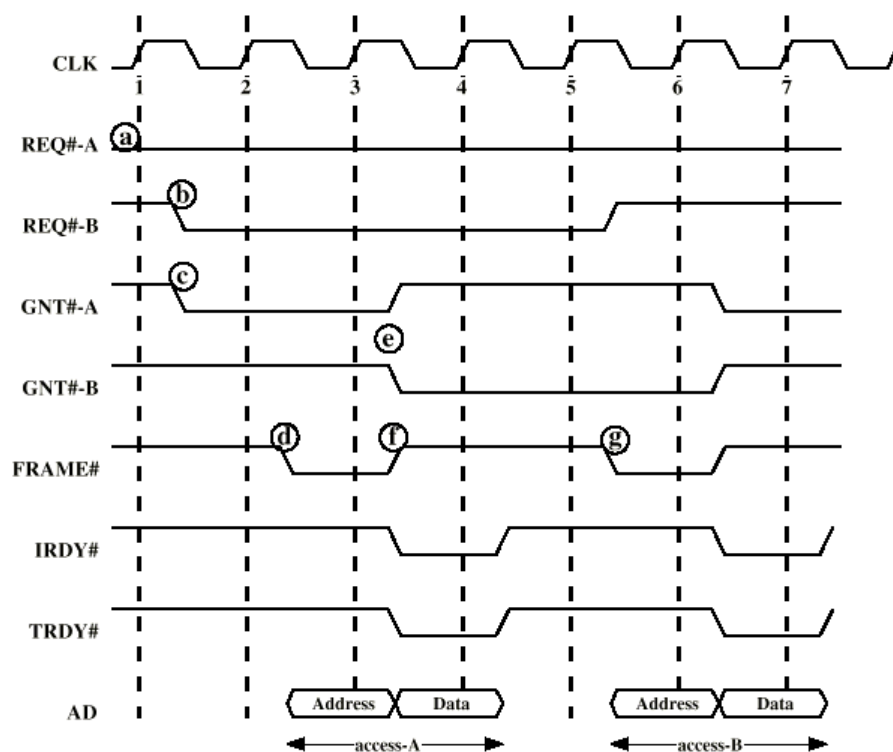 CLK
1 2 3 4 5 6 7
a
REQ#-A
b
REQ#-B
c
GNT#-A
e
GNT#-B
d f g
FRAME#
IRDY#
TRDY#
AD Address Data Address Data
access-A access-B